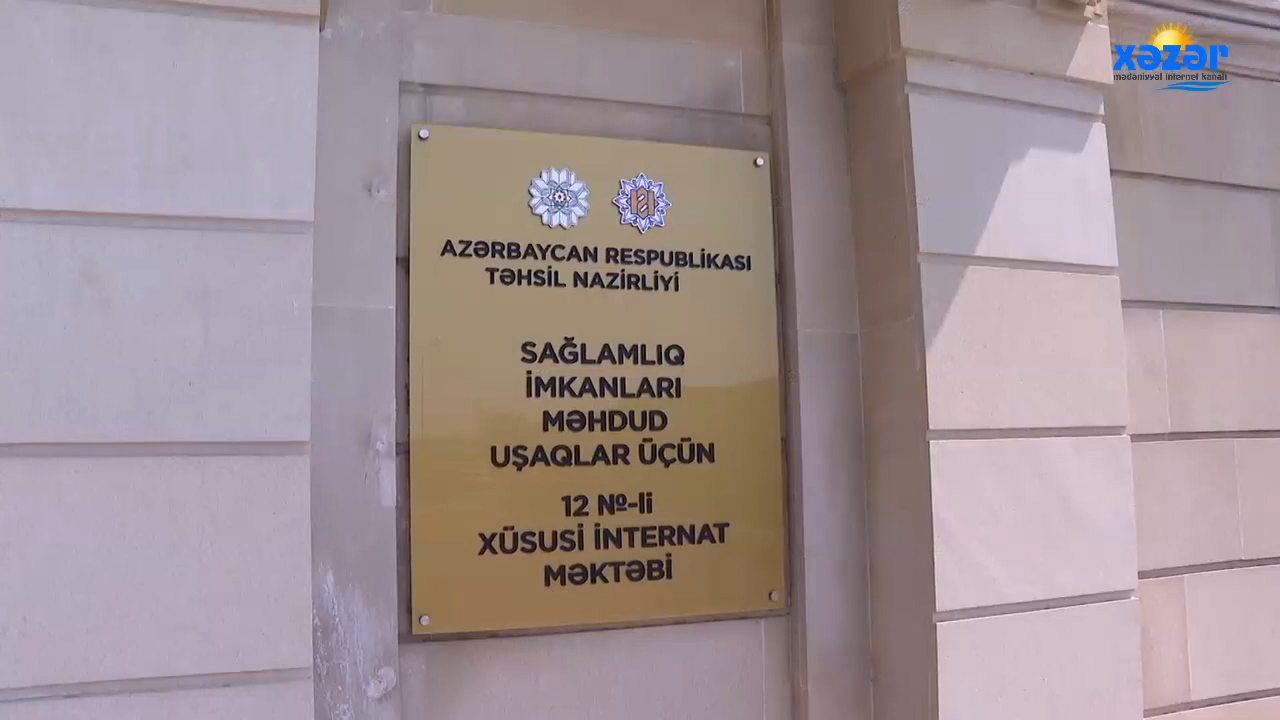 xəzər
mədəniyyət internet kanalı
AZƏRBAYCAN RESPUBLİKASI
TƏHSİL NAZİRLİYİ
SAĞLAMLIQ
İMKANLARI
MƏHDUD
UŞAQLAR ÜÇÜN
12 №-li
XÜSUSİ İNTERNAT
MƏKTƏBİ